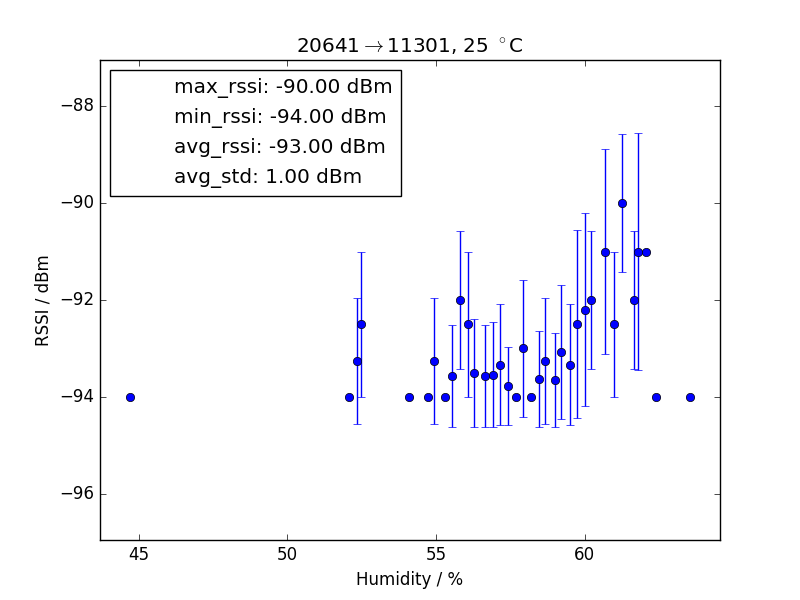 20641→11301, 25 °C
max_rssi: -90.00 dBm
min_rssi: -94.00 dBm
avg_rssi: -93.00 dBm
avg_std: 1.00 dBm
−88
−90
−92
−94
−96
RSSI / dBm
45 50 55 60
Humidity / %